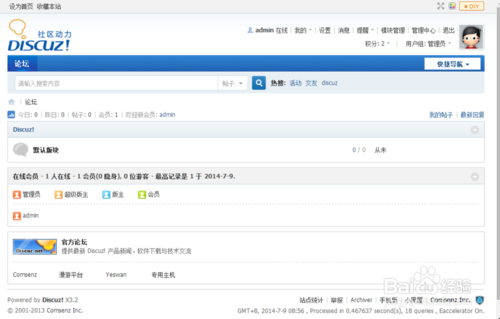 设为首页 收藏本站
DIY
社区动力
DISCUZ!
admin 在线 | 我的 | 设置 | 消息 | 提醒 | 模块管理 | 管理中心 | 退出
积分: 2 | 用户组: 管理员
论坛
快捷导航
请输入搜索内容 帖子 热搜: 活动 交友 discuz
论坛
今日: 0 | 昨日: 0 | 帖子: 0 | 会员: 1 | 欢迎新会员: admin
我的帖子 | 最新回复
Discuz!
默认版块 0 / 0 从未
在线会员 - 1 人在线 - 1 会员(0 隐身), 0 位游客 - 最高记录是 1 于 2014-7-9.
管理员 超级版主 版主 会员
admin
官方论坛
提供最新 Discuz! 产品新闻、软件下载与技术交流
Comsenz 漫游平台 Yeswan 专用主机
Powered by Discuz! X3.2
© 2001-2013 Comsenz Inc.
站点统计 | 举报 | Archiver | 手机版 | 小黑屋 | Comsenz Inc.
GMT+8, 2014-7-9 08:56 , Processed in 0.467637 second(s), 18 queries , Eaccelerator On.
Baidu 经验